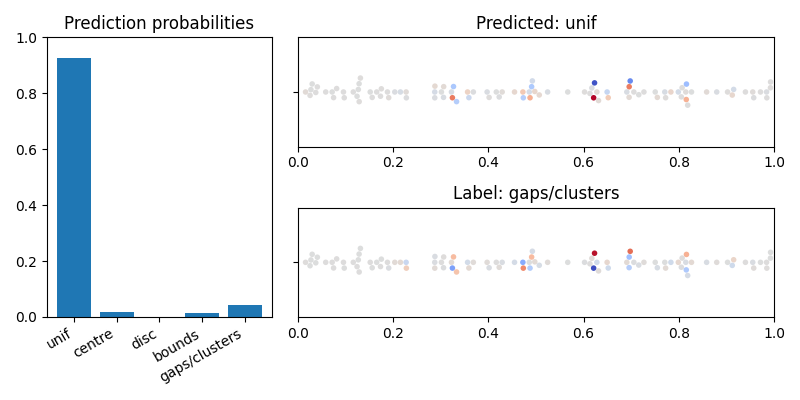 Prediction probabilities
1.0
0.8
0.6
0.4
0.2
0.0
unif
centre
disc
bounds
gaps/clusters
Predicted: unif
0.0 0.2 0.4 0.6 0.8 1.0
Label: gaps/clusters
0.0 0.2 0.4 0.6 0.8 1.0